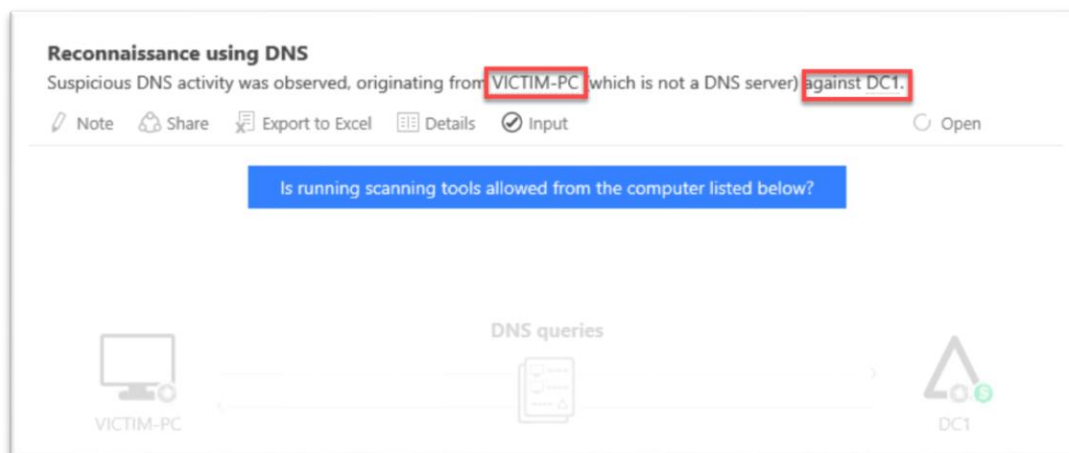 Reconnaissance using DNS
Suspicious DNS activity was observed, originating from VICTIM-PC (which is not a DNS server) against DC1.
Note Share Export to Excel Details Input Open
Is running scanning tools allowed from the computer listed below?
DNS queries
VICTIM-PC DC1